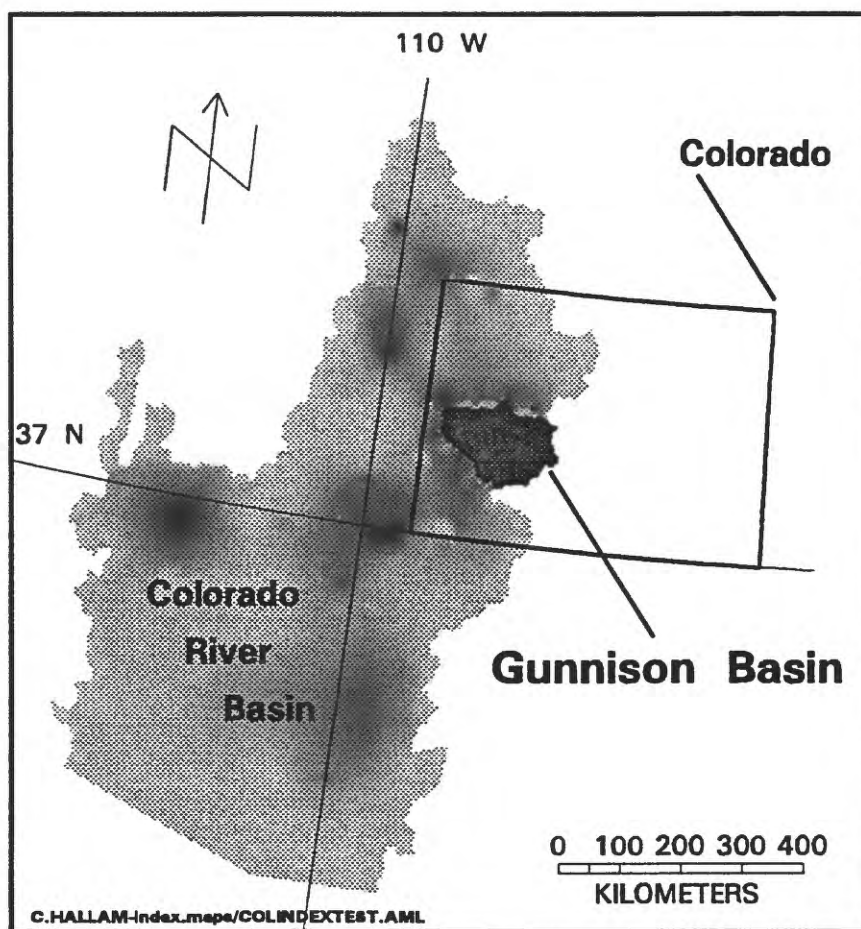 110 W
N
Colorado
37 N
Colorado
River
Basin
Gunnison Basin
0 100 200 300 400
KILOMETERS
C.HALLAM-index.maps/COLINDEXTEST.AML